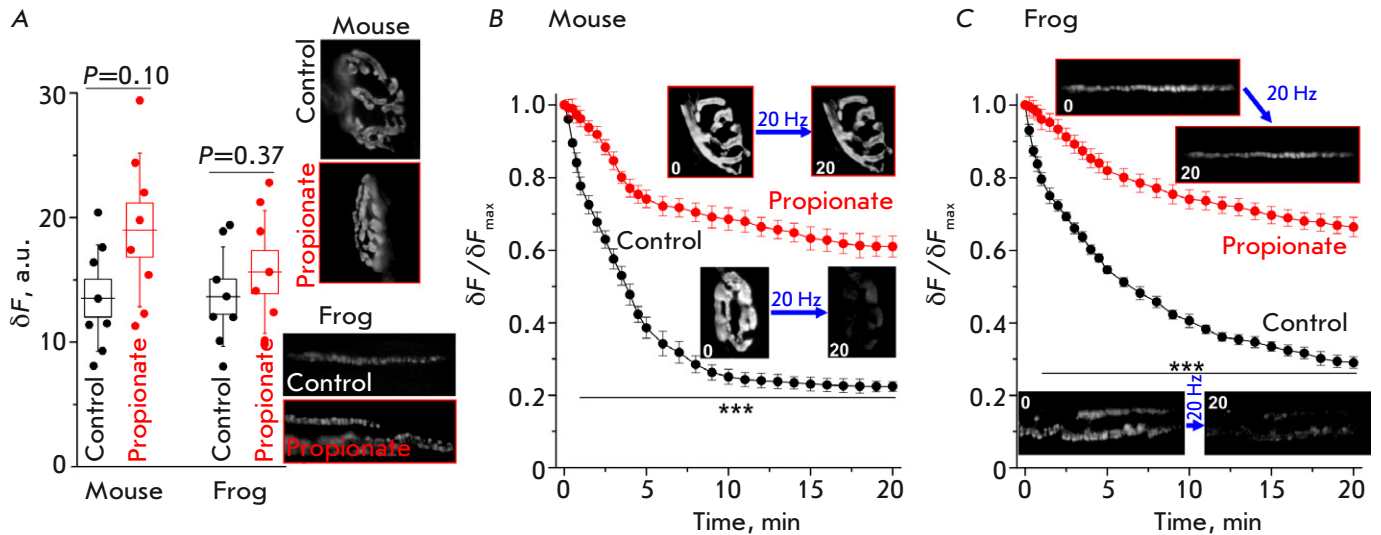 A
Mouse
Control
Propionate
P=0.10
P=0.37
δF, a.u.
30
20
10
0
Control
Propionate
Control
Propionate
Mouse
Frog
Frog
Control
Propionate
B
Mouse
δF / δFmax
1.0
0.8
0.6
0.4
0.2
0
0
20 Hz
20
Propionate
Control
0
20 Hz
20
***
0
5
10
15
20
Time, min
C
Frog
δF / δFmax
1.0
0.8
0.6
0.4
0.2
0
0
20 Hz
20
Propionate
Control
***
0
20 Hz
20
0
5
10
15
20
Time, min